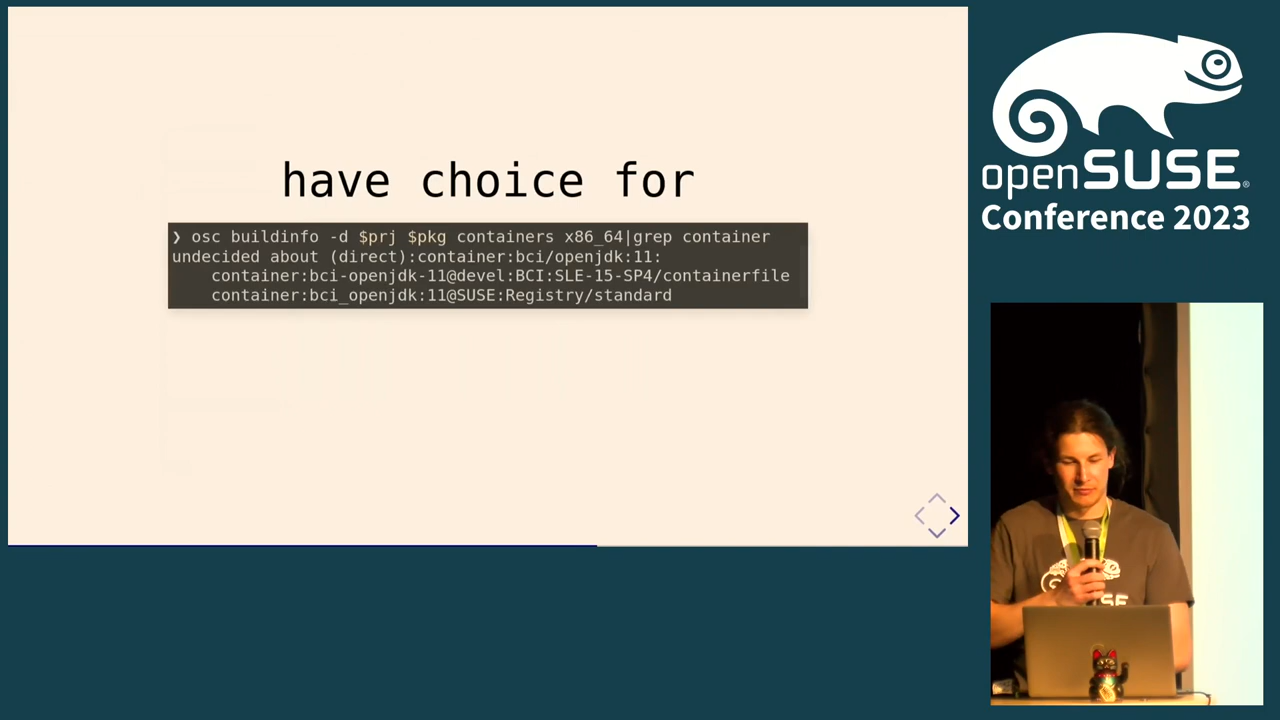 have choice for
❯ osc buildinfo -d $prj $pkg containers x86_64|grep container
undecided about (direct):container:bci/openjdk:11:
container:bci-openjdk-11@devel:BCI:SLE-15-SP4/containerfile
container:bci_openjdk:11@SUSE:Registry/standard
openSUSE®
Conference 2023